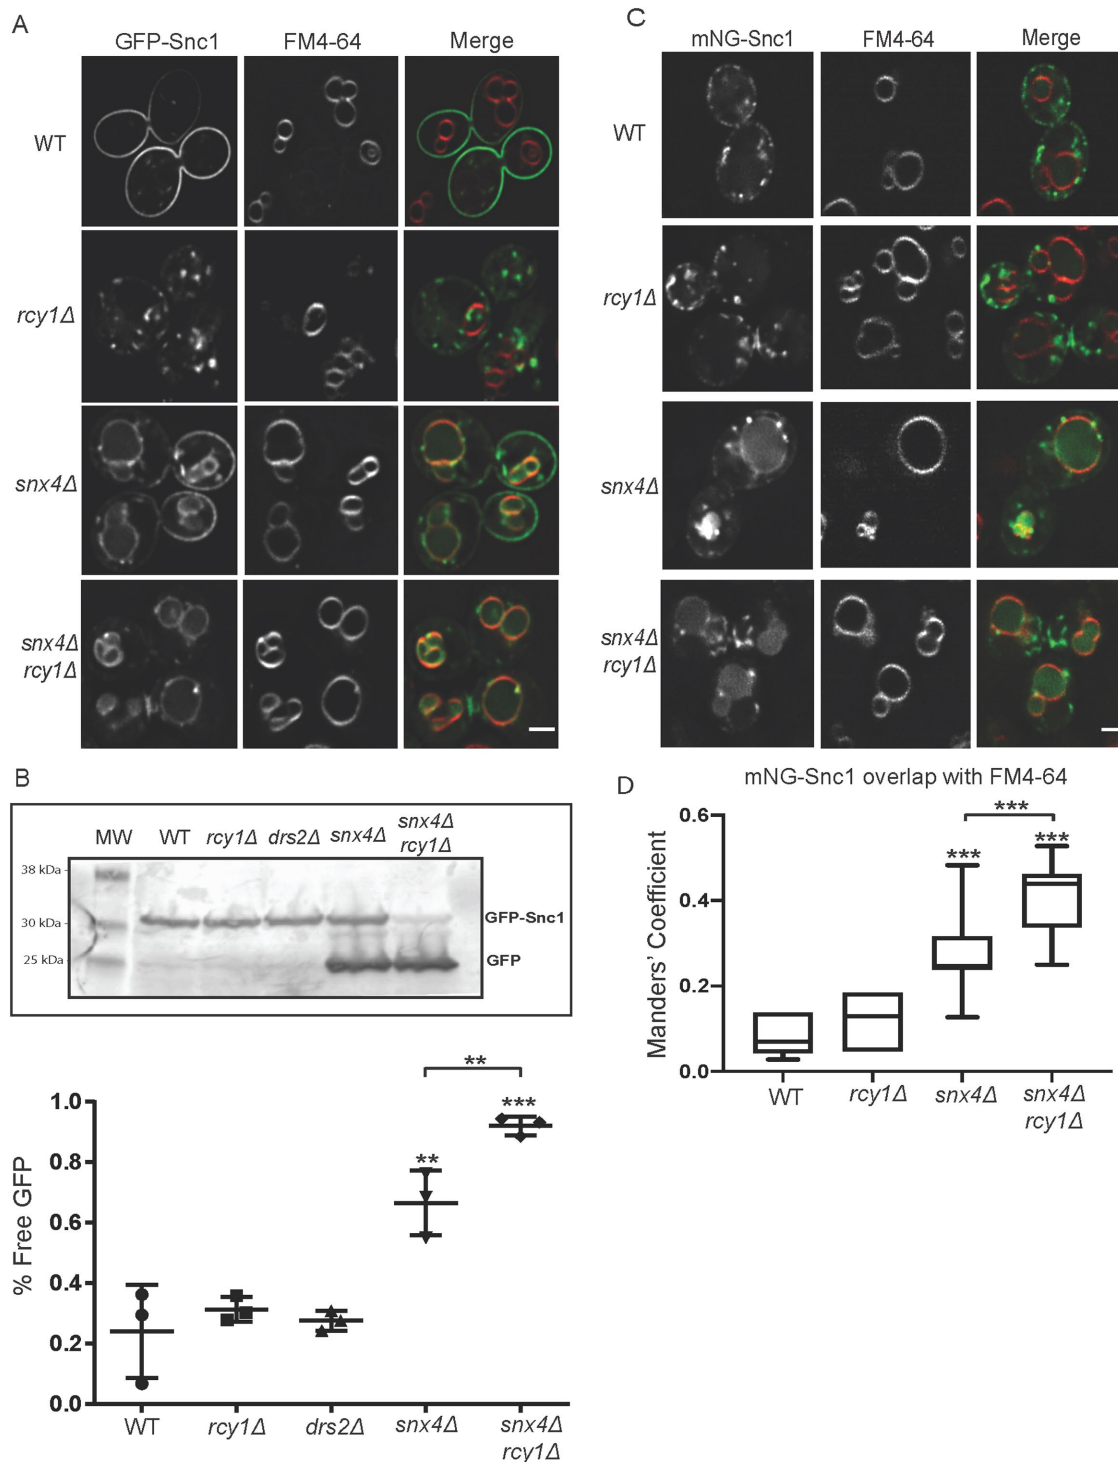 A
GFP-Snc1 FM4-64 Merge
WT
rcy1Δ
snx4Δ
snx4Δ
rcy1Δ
C
mNG-Snc1 FM4-64 Merge
WT
rcy1Δ
snx4Δ
snx4Δ
rcy1Δ
B
MW WT rcy1Δ drs2Δ snx4Δ snx4Δ
rcy1Δ
38 kDa
30 kDa
25 kDa
GFP-Snc1
GFP
% Free GFP
1.0
0.8
0.6
0.4
0.2
0.0
**
***
**
WT rcy1Δ drs2Δ snx4Δ snx4Δ
rcy1Δ
D
mNG-Snc1 overlap with FM4-64
Manders' Coefficient
0.6
0.4
0.2
0.0
***
***
***
WT rcy1Δ snx4Δ snx4Δ
rcy1Δ